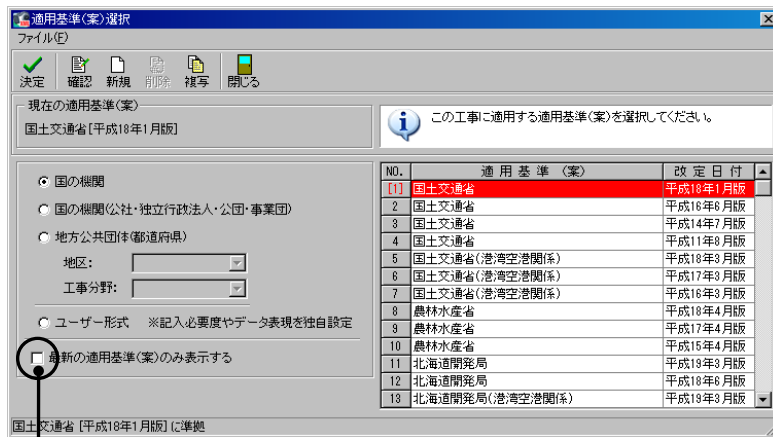 適用基準(案)選択
ファイル(F)
決定 確認 新規 削除 複写 閉じる
現在の適用基準(案)
国土交通省[平成18年1月版]
この工事に適用する適用基準(案)を選択してください。
国の機関
国の機関(公社・独立行政法人・公団・事業団)
地方公共団体(都道府県)
地区:
工事分野:
ユーザー形式 ※記入必要度やデータ表現を独自設定
最新の適用基準(案)のみ表示する
NO. 適用基準 (案) 改定日付
[1] 国土交通省 平成18年1月版
2 国土交通省 平成16年6月版
3 国土交通省 平成14年7月版
4 国土交通省 平成11年8月版
5 国土交通省(港湾空港関係) 平成18年3月版
6 国土交通省(港湾空港関係) 平成17年3月版
7 国土交通省(港湾空港関係) 平成16年3月版
8 農林水産省 平成18年4月版
9 農林水産省 平成17年4月版
10 農林水産省 平成15年4月版
11 北海道開発局 平成19年3月版
12 北海道開発局 平成18年6月版
13 北海道開発局(港湾空港関係) 平成19年3月版
国土交通省 [平成18年1月版] に準拠